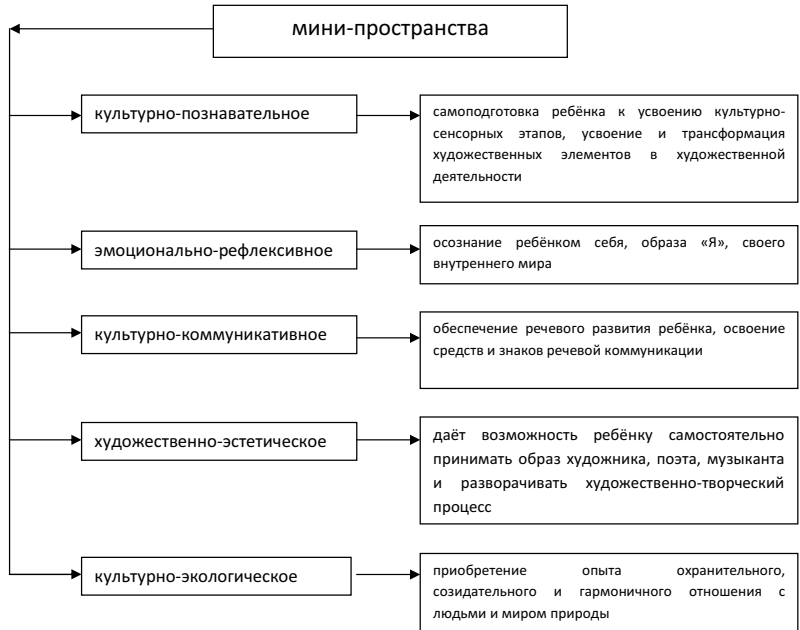 мини-пространства
культурно-познавательное
самоподготовка ребёнка к усвоению культурно-
сенсорных этапов, усвоение и трансформация
художественных элементов в художественной
деятельности
эмоционально-рефлексивное
осознание ребёнком себя, образа «Я», своего
внутреннего мира
культурно-коммуникативное
обеспечение речевого развития ребёнка, освоение
средств и знаков речевой коммуникации
художественно-эстетическое
даёт возможность ребёнку самостоятельно
принимать образ художника, поэта, музыканта
и разворачивать художественно-творческий
процесс
культурно-экологическое
приобретение опыта охранительного,
созидательного и гармоничного отношения с
людьми и миром природы